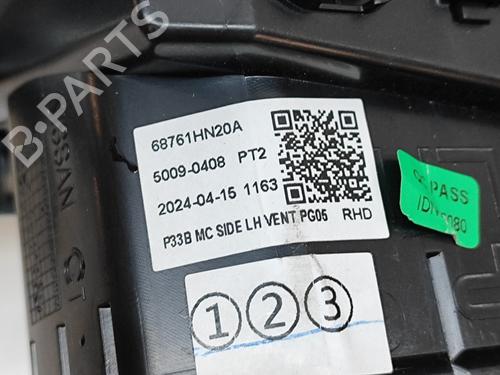 B-PARTS
68761HN20A
5009-0408 PT2
2024-04-15 1163
P33B MC SIDE LH VENT PG05 RHD
PASS
1 2 3